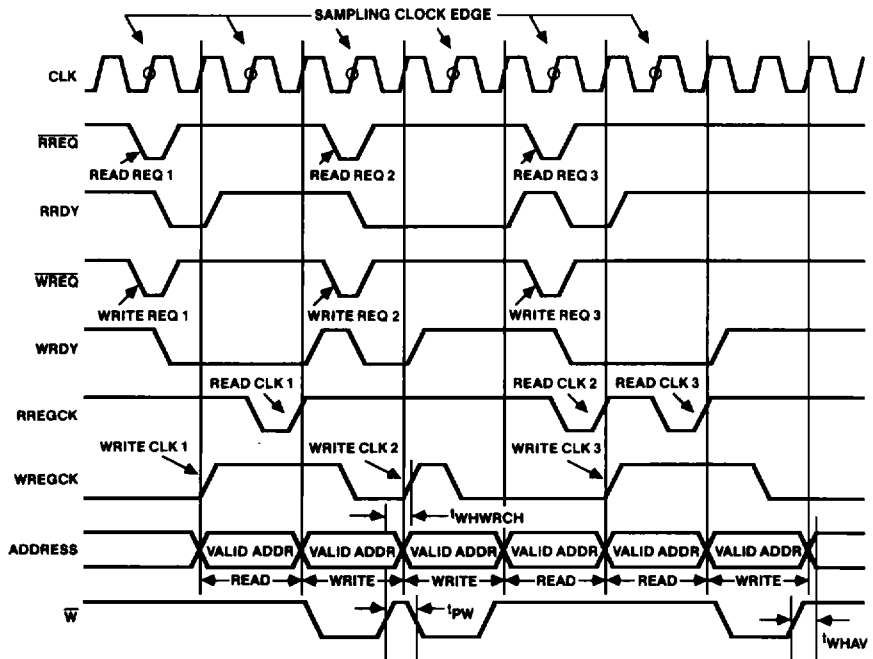 SAMPLING CLOCK EDGE
CLK
RREQ
READ REQ 1
READ REQ 2
READ REQ 3
RRDY
WREQ
WRITE REQ 1
WRITE REQ 2
WRITE REQ 3
WRDY
READ CLK 1
READ CLK 2
READ CLK 3
RREGCK
WRITE CLK 1
WRITE CLK 2
WRITE CLK 3
WREGCK
tWHWRCH
ADDRESS
VALID ADDR VALID ADDR VALID ADDR VALID ADDR VALID ADDR VALID ADDR
READ WRITE WRITE READ READ WRITE
W
tPW
tWHAV